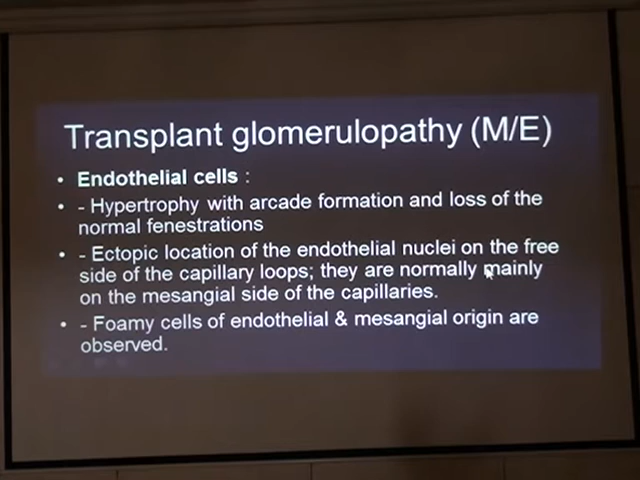 Transplant glomerulopathy (M/E)
• Endothelial cells :
• - Hypertrophy with arcade formation and loss of the
normal fenestrations
• - Ectopic location of the endothelial nuclei on the free
side of the capillary loops; they are normally mainly
on the mesangial side of the capillaries.
• - Foamy cells of endothelial & mesangial origin are
observed.